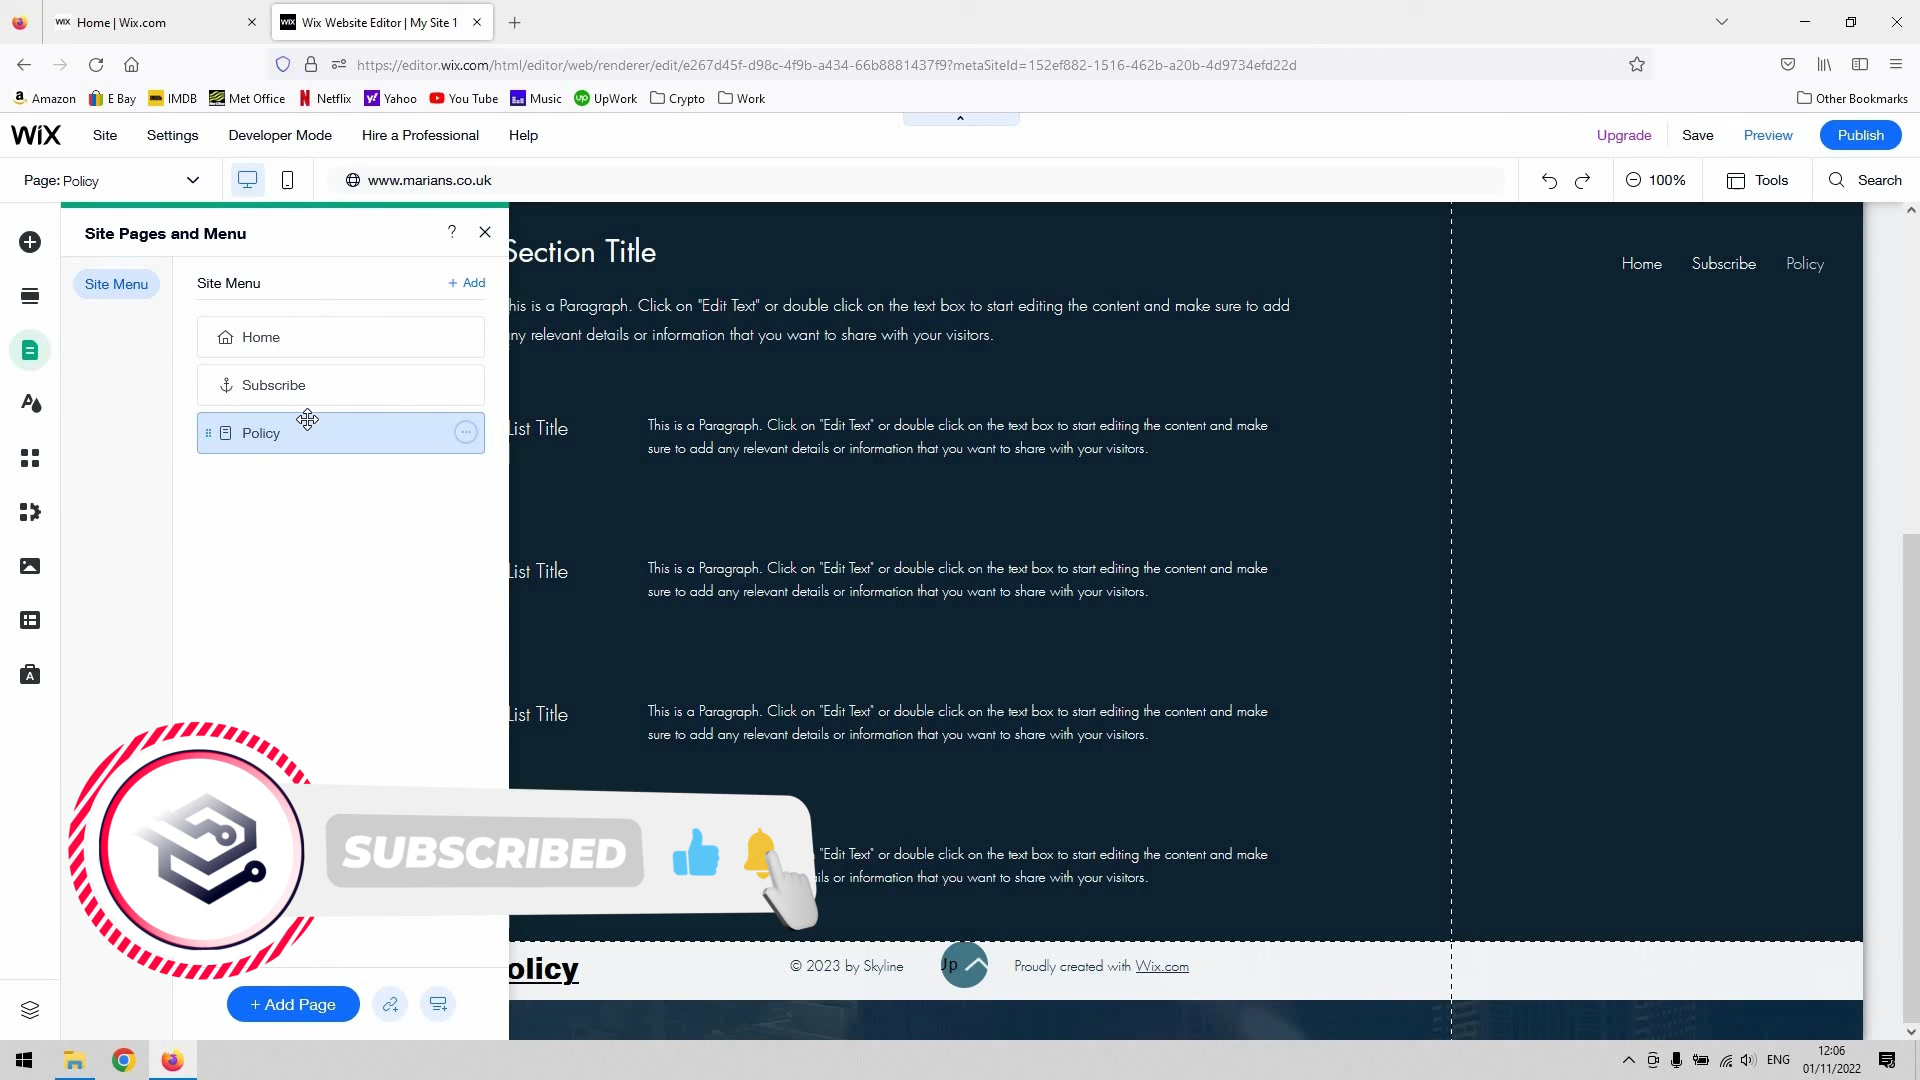 WIX Home | Wix.com
WIX Wix Website Editor | My Site 1
https://editor.wix.com/html/editor/web/renderer/edit/e267d45f-d98c-4f9b-a434-66b8881437f9?metaSiteId=152ef882-1516-462b-a20b-4d9734efd22d
Amazon E Bay IMDB Met Office Netflix Yahoo You Tube Music UpWork Crypto Work Other Bookmarks
WIX Site Settings Developer Mode Hire a Professional Help Upgrade Save Preview Publish
Page: Policy www.marians.co.uk 100% Tools Search
Site Pages and Menu ?
Site Menu
Site Menu + Add
Home
Subscribe
Policy
Section Title
Home Subscribe Policy
his is a Paragraph. Click on "Edit Text" or double click on the text box to start editing the content and make sure to add
ny relevant details or information that you want to share with your visitors.
List Title
This is a Paragraph. Click on "Edit Text" or double click on the text box to start editing the content and make
sure to add any relevant details or information that you want to share with your visitors.
List Title
This is a Paragraph. Click on "Edit Text" or double click on the text box to start editing the content and make
sure to add any relevant details or information that you want to share with your visitors.
List Title
This is a Paragraph. Click on "Edit Text" or double click on the text box to start editing the content and make
sure to add any relevant details or information that you want to share with your visitors.
"Edit Text" or double click on the text box to start editing the content and make
ils or information that you want to share with your visitors.
SUBSCRIBED
olicy
© 2023 by Skyline
Up
Proudly created with Wix.com
+ Add Page
ENG
12:06
01/11/2022